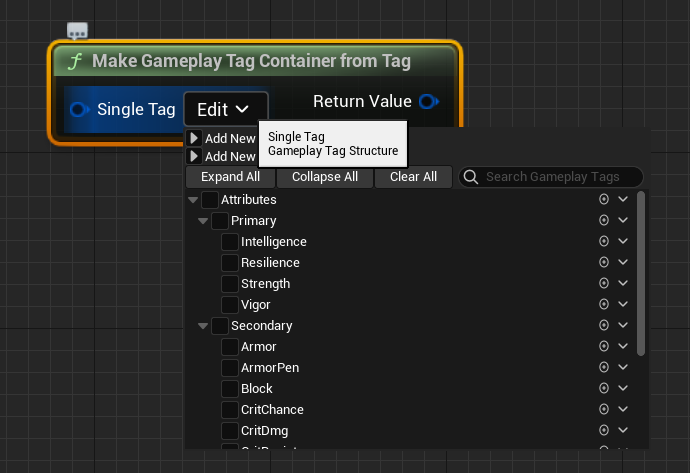 Make Gameplay Tag Container from Tag
Single Tag Edit Return Value
Add New
Add New
Single Tag
Gameplay Tag Structure
Expand All Collapse All Clear All Search Gameplay Tags
Attributes
Primary
Intelligence
Resilience
Strength
Vigor
Secondary
Armor
ArmorPen
Block
CritChance
CritDmg